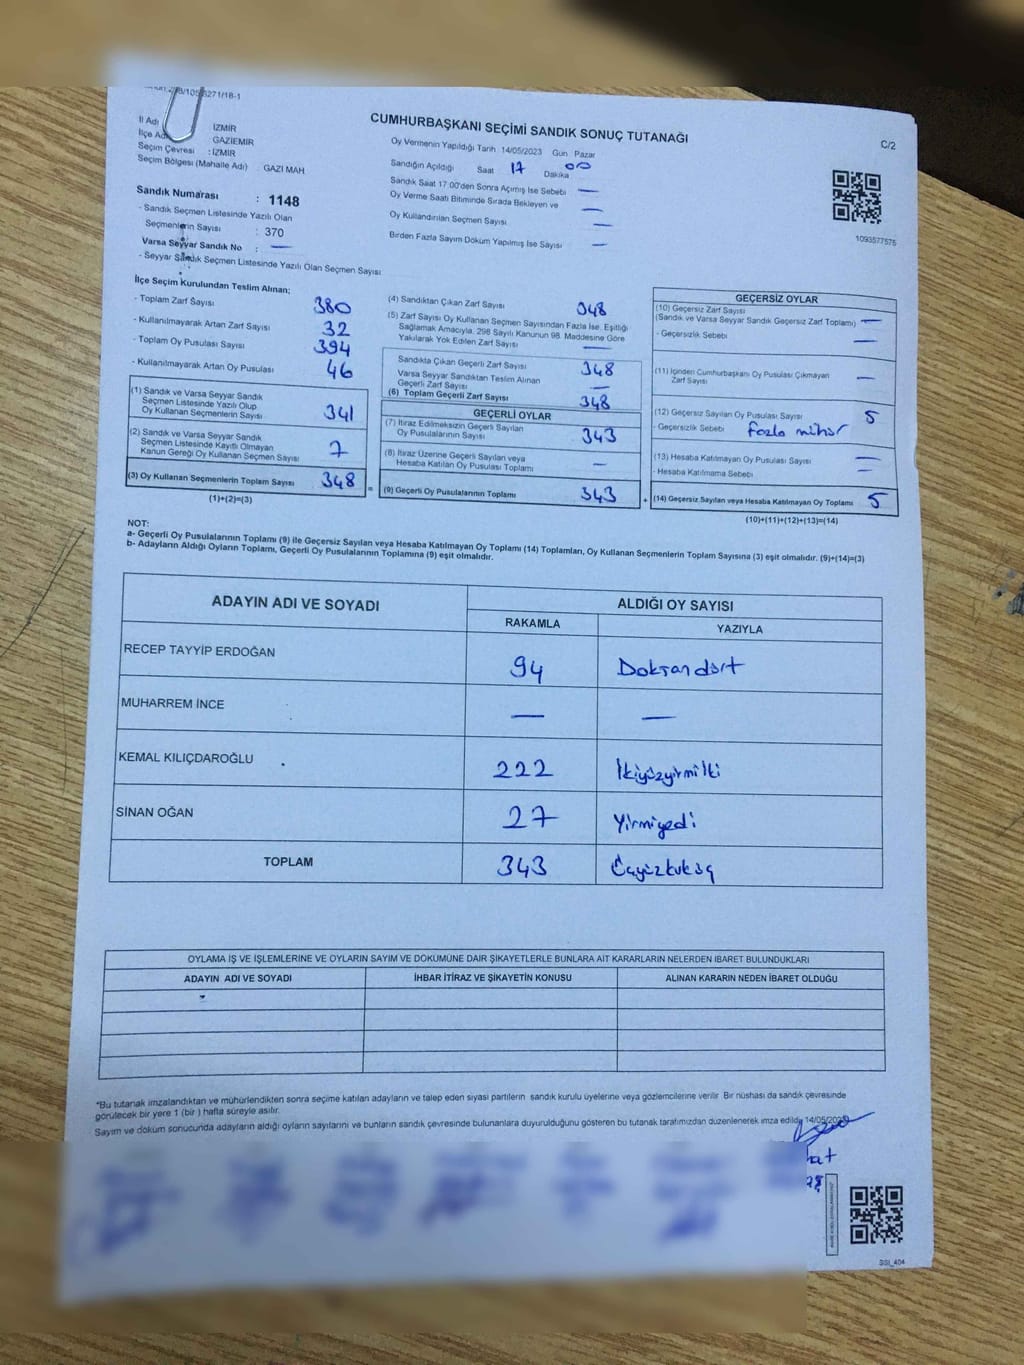 CUMHURBAŞKANI SEÇİMİ SANDIK SONUÇ TUTANAĞI
C/2
İl Adı İZMİR
İlçe Adı GAZİEMİR
Seçim Çevresi : İZMİR
Seçim Bölgesi (Mahalle Adı) GAZİ MAH
Sandık Numarası : 1148
- Sandık Seçmen Listesinde Yazılı Olan
Seçmenlerin Sayısı : 370
Varsa Seyyar Sandık No : —
- Seyyar Sandık Seçmen Listesinde Yazılı Olan Seçmen Sayısı
Oy Vermenin Yapıldığı Tarih 14/05/2023 Gün Pazar
Sandığın Açıldığı Saat 17 Dakika 00
Sandık Saat 17:00'den Sonra Açımış İse Sebebi —
Oy Verme Saati Bitiminde Sırada Bekleyen ve
Oy Kullandırılan Seçmen Sayısı —
Birden Fazla Sayım Döküm Yapılmış İse Sayısı —
1093577575
İlçe Seçim Kurulundan Teslim Alınan;
- Toplam Zarf Sayısı 380
- Kullanılmayarak Artan Zarf Sayısı 32
- Toplam Oy Pusulası Sayısı 394
- Kullanılmayarak Artan Oy Pusulası 46
(1) Sandık ve Varsa Seyyar Sandık
Seçmen Listesinde Yazılı Olup
Oy Kullanan Seçmenlerin Sayısı 341
(2) Sandık ve Varsa Seyyar Sandık
Seçmen Listesinde Kayıtlı Olmayan
Kanun Gereği Oy Kullanan Seçmen Sayısı 7
(3) Oy Kullanan Seçmenlerin Toplam Sayısı 348
(1)+(2)=(3)
(4) Sandıktan Çıkan Zarf Sayısı 348
(5) Zarf Sayısı Oy Kullanan Seçmen Sayısından Fazla İse, Eşitliği
Sağlamak Amacıyla, 298 Sayılı Kanunun 98. Maddesine Göre
Yakılarak Yok Edilen Zarf Sayısı —
Sandıkta Çıkan Geçerli Zarf Sayısı 348
Varsa Seyyar Sandıktan Teslim Alınan
Geçerli Zarf Sayısı —
(6) Toplam Geçerli Zarf Sayısı 348
GEÇERLİ OYLAR
(7) İtiraz Edilmeksizin Geçerli Sayılan
Oy Pusulalarının Sayısı 343
(8) İtiraz Üzerine Geçerli Sayılan veya
Hesaba Katılan Oy Pusulası Toplamı —
= (9) Geçerli Oy Pusulalarının Toplamı 343
GEÇERSİZ OYLAR
(10) Geçersiz Zarf Sayısı
(Sandık ve Varsa Seyyar Sandık Geçersiz Zarf Toplamı) —
- Geçersizlik Sebebi —
(11) İçinden Cumhurbaşkanı Oy Pusulası Çıkmayan
Zarf Sayısı —
(12) Geçersiz Sayılan Oy Pusulası Sayısı 5
- Geçersizlik Sebebi fazla mühür
(13) Hesaba Katılmayan Oy Pusulası Sayısı —
- Hesaba Katılmama Sebebi —
+ (14) Geçersiz Sayılan veya Hesaba Katılmayan Oy Toplamı 5
(10)+(11)+(12)+(13)=(14)
NOT:
a- Geçerli Oy Pusulalarının Toplamı (9) ile Geçersiz Sayılan veya Hesaba Katılmayan Oy Toplamı (14) Toplamları, Oy Kullanan Seçmenlerin Toplam Sayısına (3) eşit olmalıdır. (9)+(14)=(3)
b- Adayların Aldığı Oyların Toplamı, Geçerli Oy Pusulalarının Toplamına (9) eşit olmalıdır.
ADAYIN ADI VE SOYADI ALDIĞI OY SAYISI
RAKAMLA YAZIYLA
RECEP TAYYİP ERDOĞAN 94 Doksandört
MUHARREM İNCE — —
KEMAL KILIÇDAROĞLU 222 İkiyüzyirmiİki
SİNAN OĞAN 27 Yirmiyedi
TOPLAM 343
OYLAMA İŞ VE İŞLEMLERİNE VE OYLARIN SAYIM VE DÖKÜMÜNE DAİR ŞİKAYETLERLE BUNLARA AİT KARARLARIN NELERDEN İBARET BULUNDUKLARI
ADAYIN ADI VE SOYADI İHBAR İTİRAZ VE ŞİKAYETİN KONUSU ALINAN KARARIN NEDEN İBARET OLDUĞU
*Bu tutanak imzalandıktan ve mühürlendikten sonra seçime katılan adayların ve talep eden siyasi partilerin sandık kurulu üyelerine veya gözlemcilerine verilir. Bir nüshası da sandık çevresinde
görülecek bir yere 1 (bir) hafta süreyle asılır.
Sayım ve döküm sonucunda adayların aldığı oyların sayılarını ve bunların sandık çevresinde bulunanlara duyurulduğunu gösteren bu tutanak tarafımızdan düzenlenerek imza edildi. 14/05/2023
SSI_404